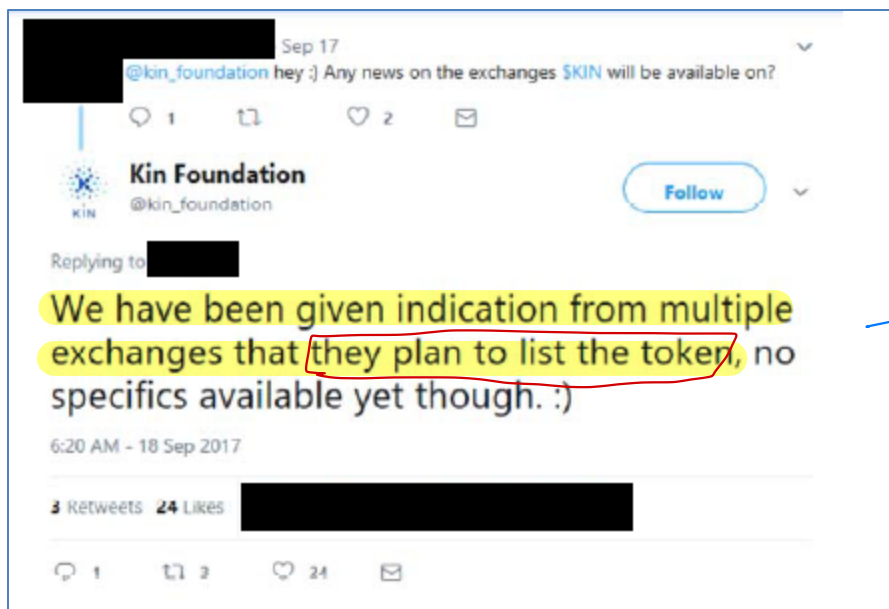 Sep 17
@kin_foundation hey :) Any news on the exchanges $KIN will be available on?
1 2
Kin Foundation
@kin_foundation
Follow
KIN
Replying to
We have been given indication from multiple
exchanges that they plan to list the token, no
specifics available yet though. :)
6:20 AM - 18 Sep 2017
3 Retweets 24 Likes
1 3 24